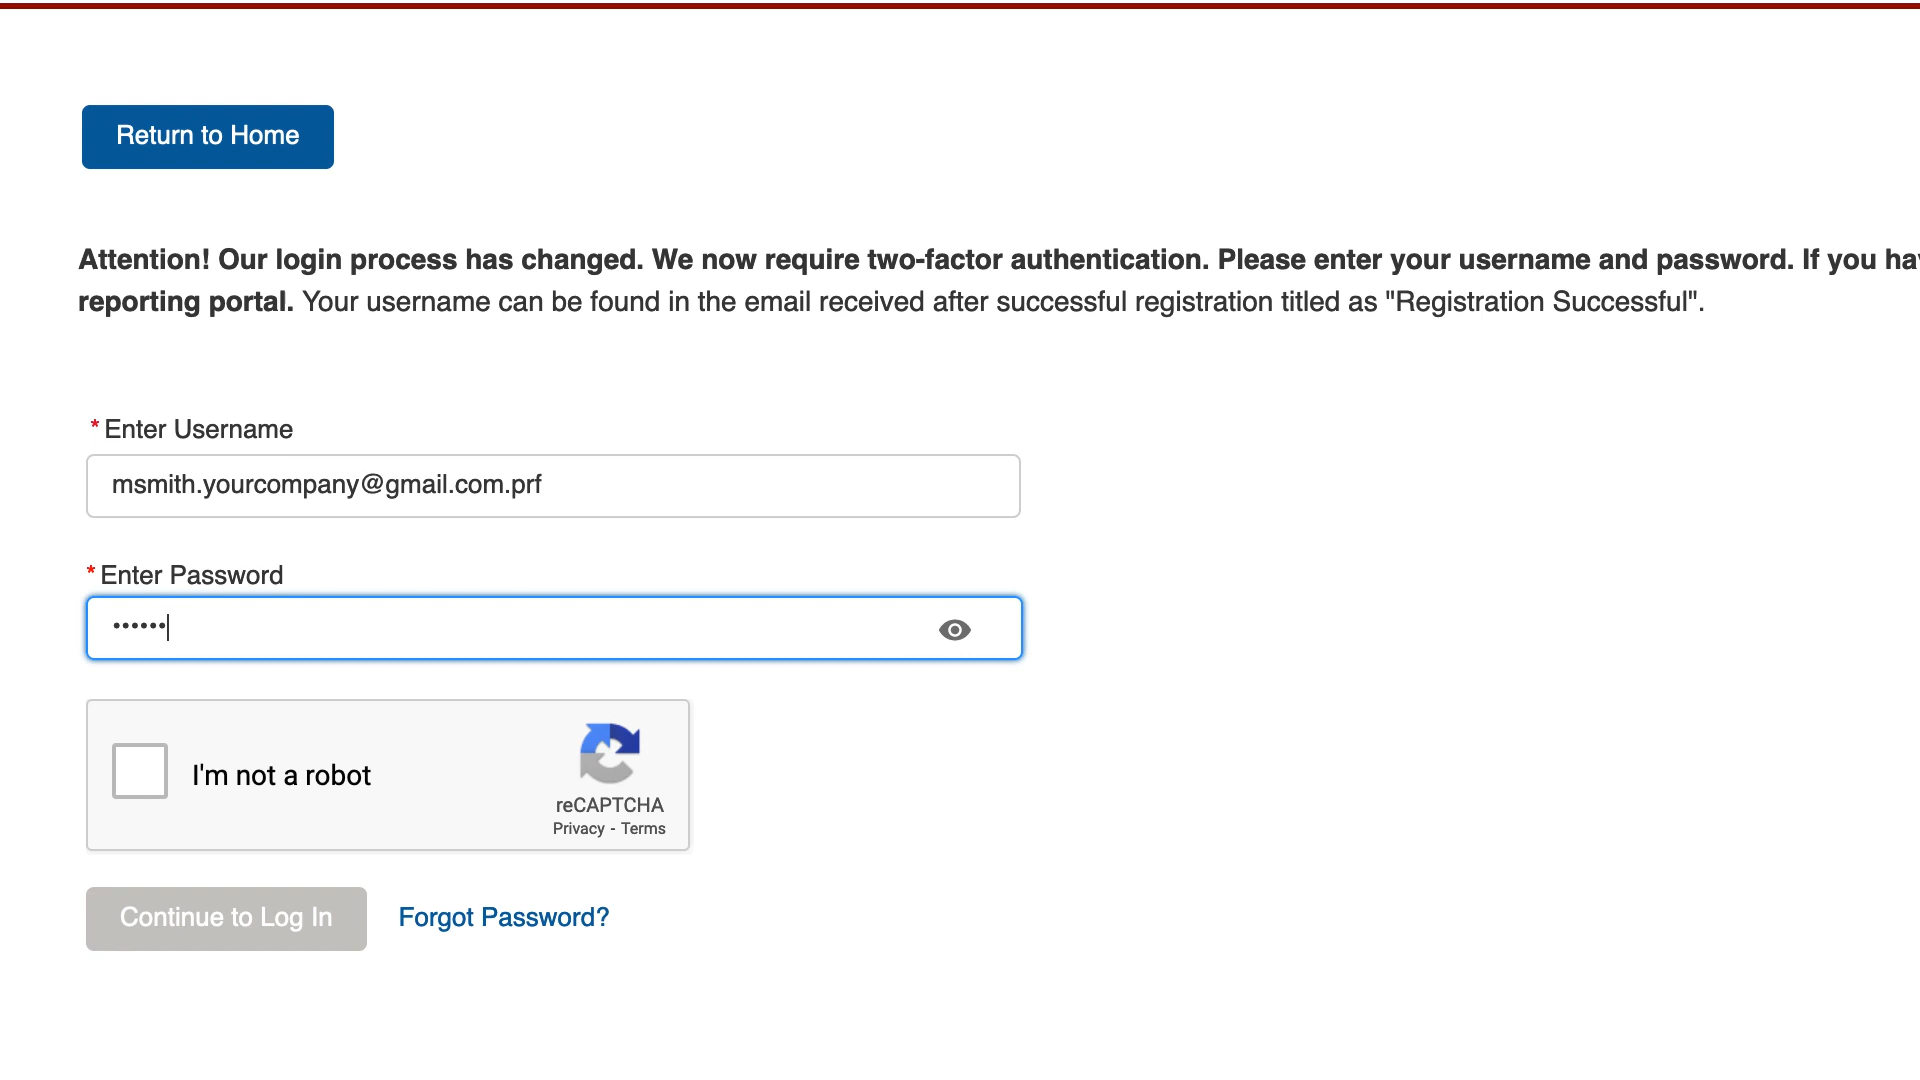 Return to Home
Attention! Our login process has changed. We now require two-factor authentication. Please enter your username and password. If you
reporting portal. Your username can be found in the email received after successful registration titled as "Registration Successful".
* Enter Username
msmith.yourcompany@gmail.com.prf
* Enter Password
••••••
I'm not a robot
reCAPTCHA
Privacy - Terms
Continue to Log In
Forgot Password?